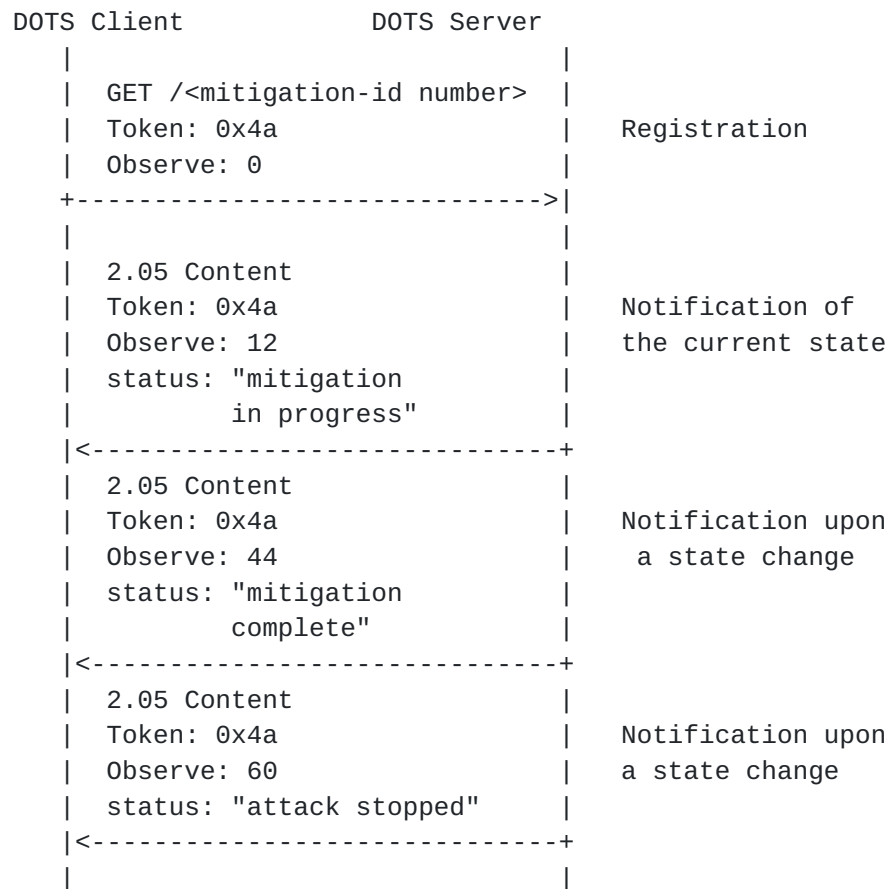 DOTS Client            DOTS Server
   |                               |
   |  GET /<mitigation-id number>  |
   |  Token: 0x4a                  |   Registration
   |  Observe: 0                   |
   +------------------------------>|
   |                               |
   |  2.05 Content                 |
   |  Token: 0x4a                  |   Notification of
   |  Observe: 12                  |   the current state
   |  status: "mitigation          |
   |          in progress"         |
   |<------------------------------+
   |  2.05 Content                 |
   |  Token: 0x4a                  |   Notification upon
   |  Observe: 44                  |    a state change
   |  status: "mitigation          |
   |          complete"            |
   |<------------------------------+
   |  2.05 Content                 |
   |  Token: 0x4a                  |   Notification upon
   |  Observe: 60                  |   a state change
   |  status: "attack stopped"     |
   |<------------------------------+
   |                               |